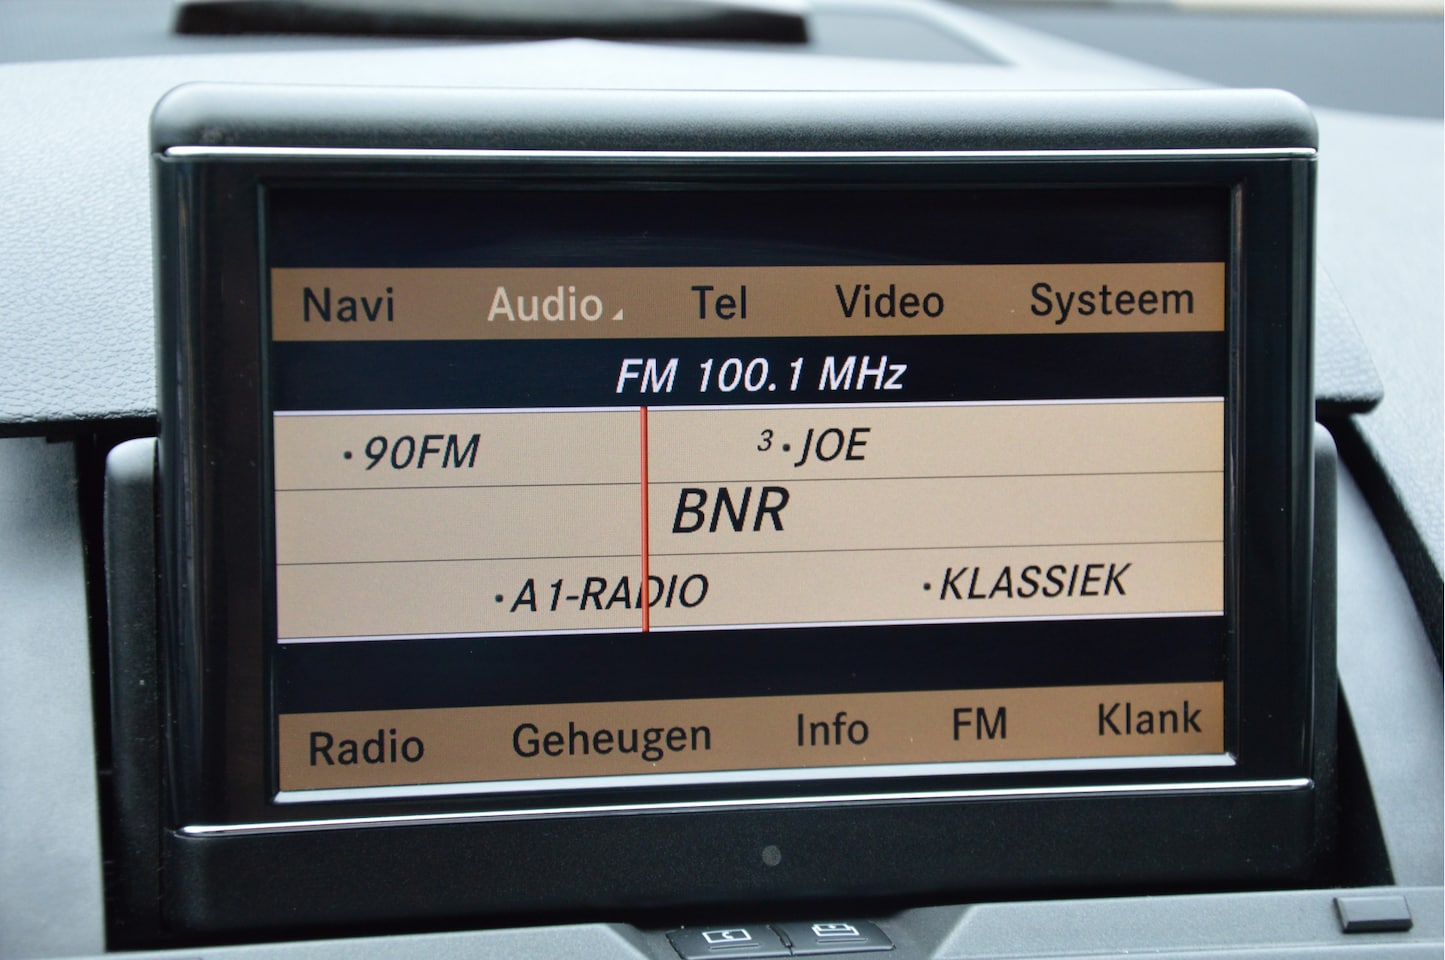 Navi Audio Tel Video Systeem
FM 100.1 MHz
·90FM 3·JOE
BNR
·A1-RADIO ·KLASSIEK
Radio Geheugen Info FM Klank